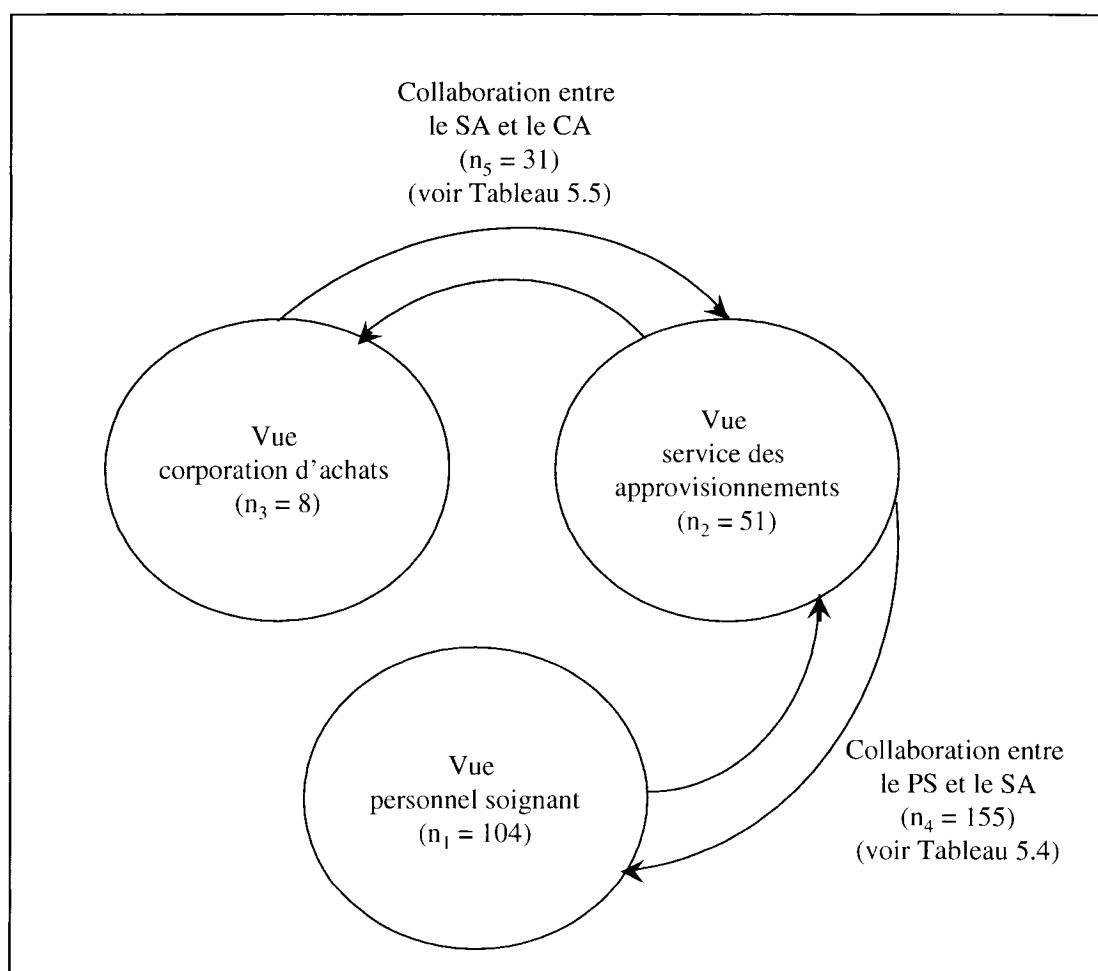 Collaboration entre
le SA et le CA
(n₅ = 31)
(voir Tableau 5.5)
Vue
corporation d'achats
(n₃ = 8)
Vue
service des
approvisionnements
(n₂ = 51)
Vue
personnel soignant
(n₁ = 104)
Collaboration entre
le PS et le SA
(n₄ = 155)
(voir Tableau 5.4)